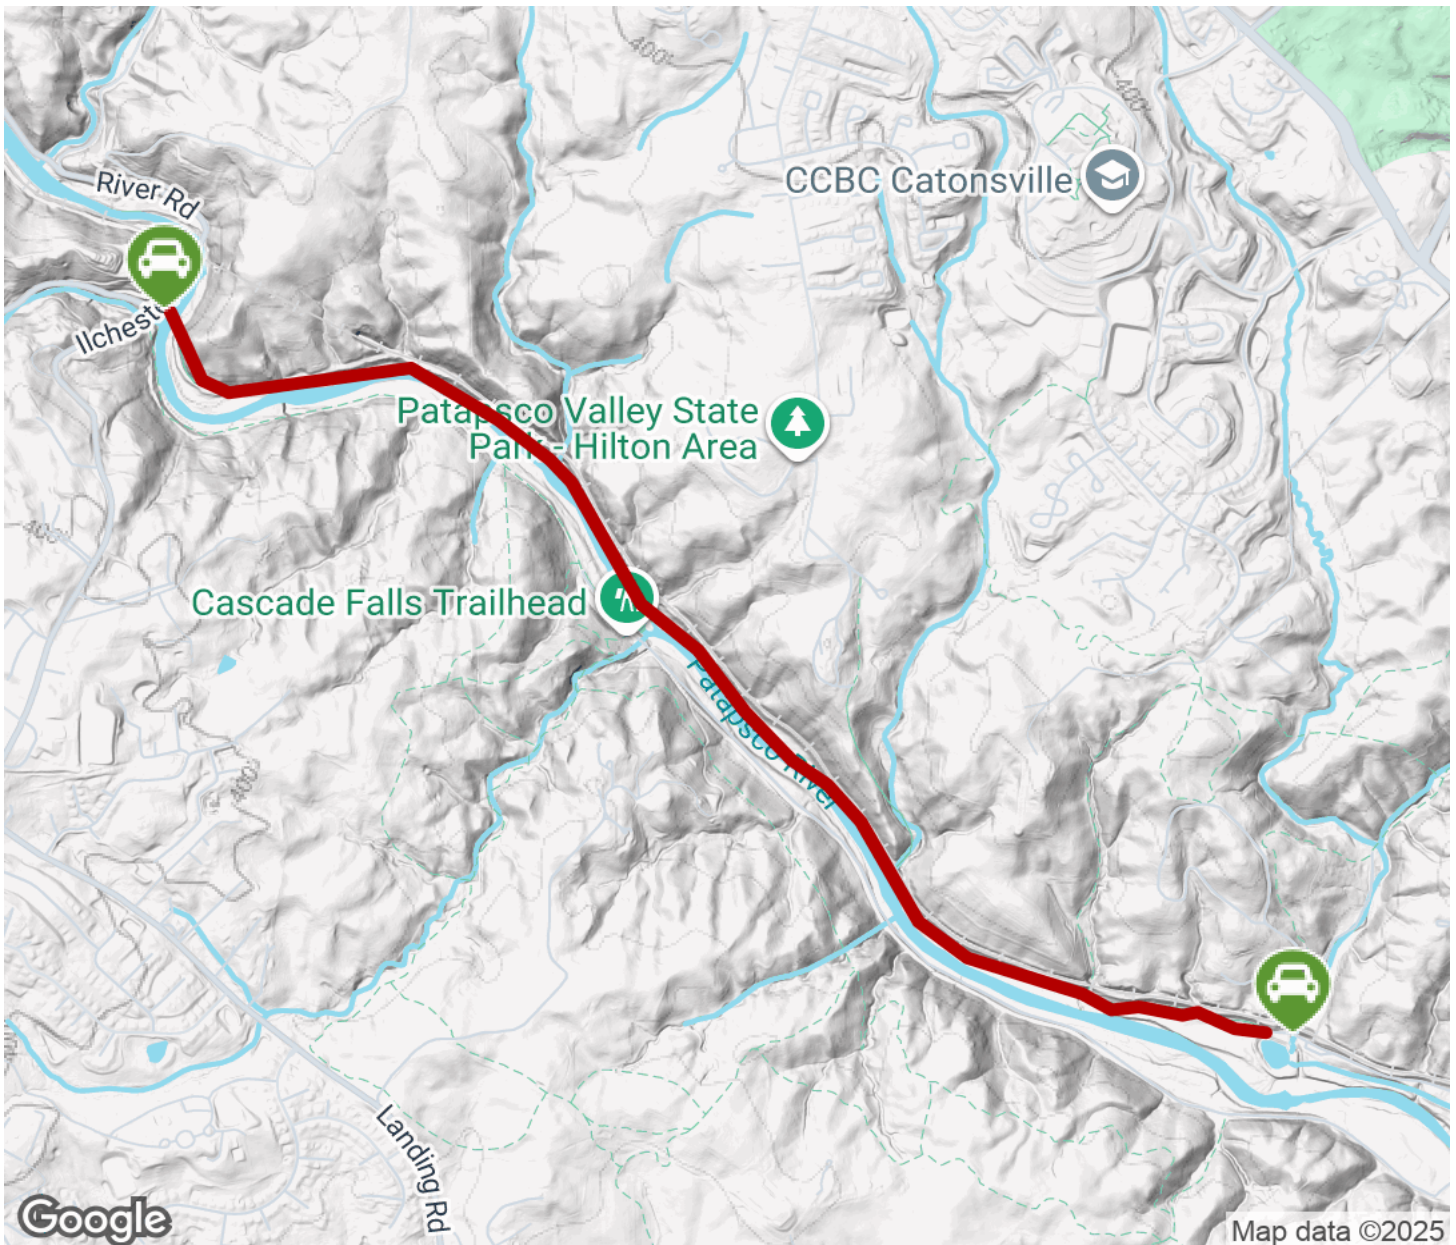 400
400
River Rd
CCBC Catonsville
Patapsco Valley State
Park - Hilton Area
400
Cascade Falls Trailhead
Patapsco River
400
Landing Rd
Google
Map data ©2025